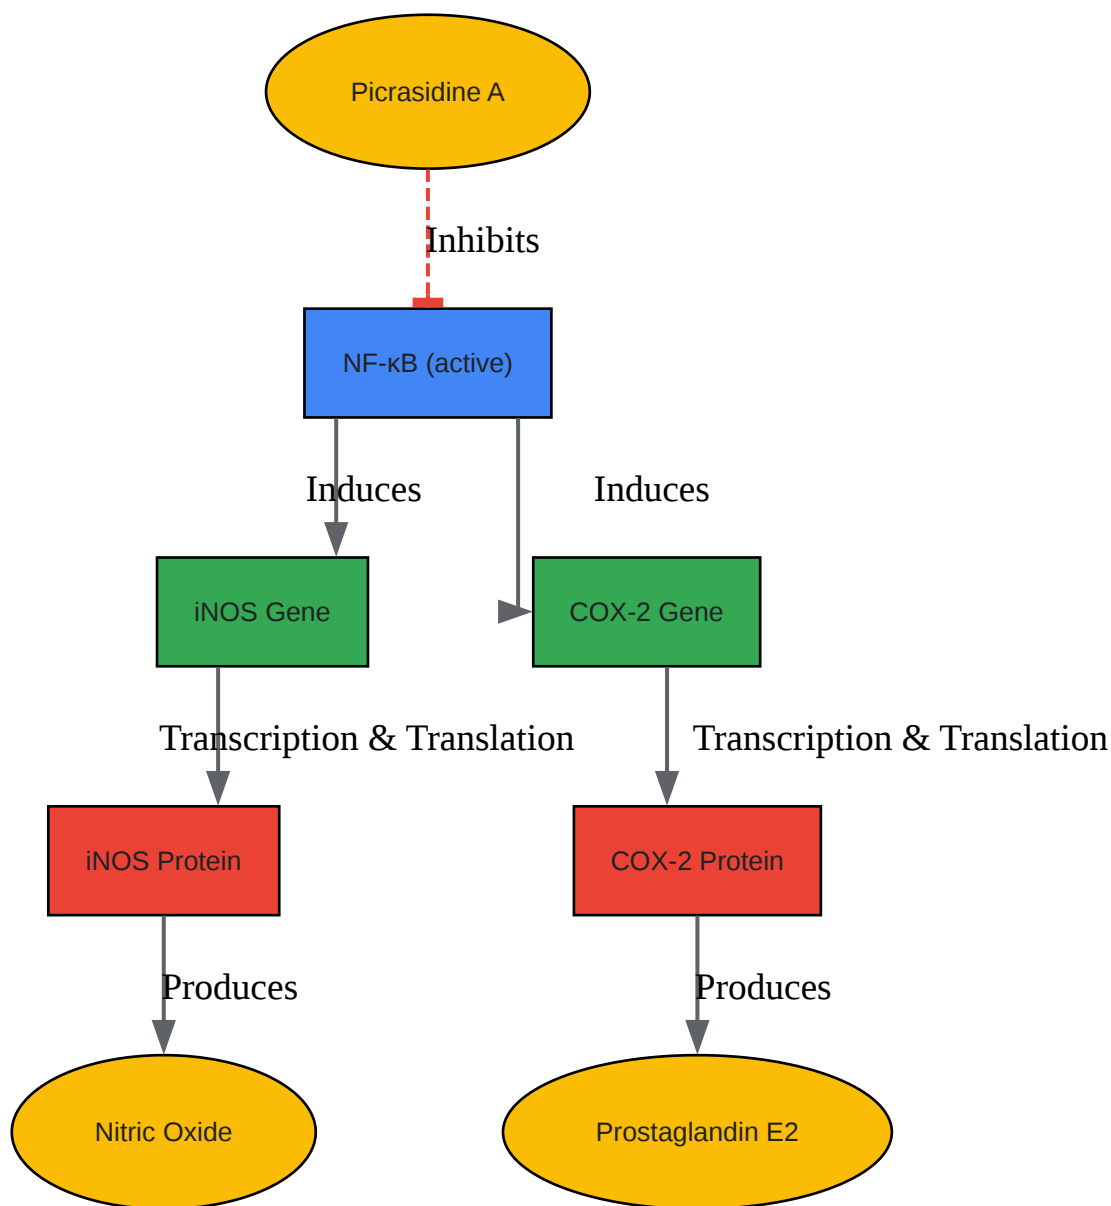 Picrasidine A
Inhibits
NF-κB (active)
Induces
Induces
iNOS Gene
COX-2 Gene
Transcription & Translation
Transcription & Translation
iNOS Protein
COX-2 Protein
Produces
Produces
Nitric Oxide
Prostaglandin E2